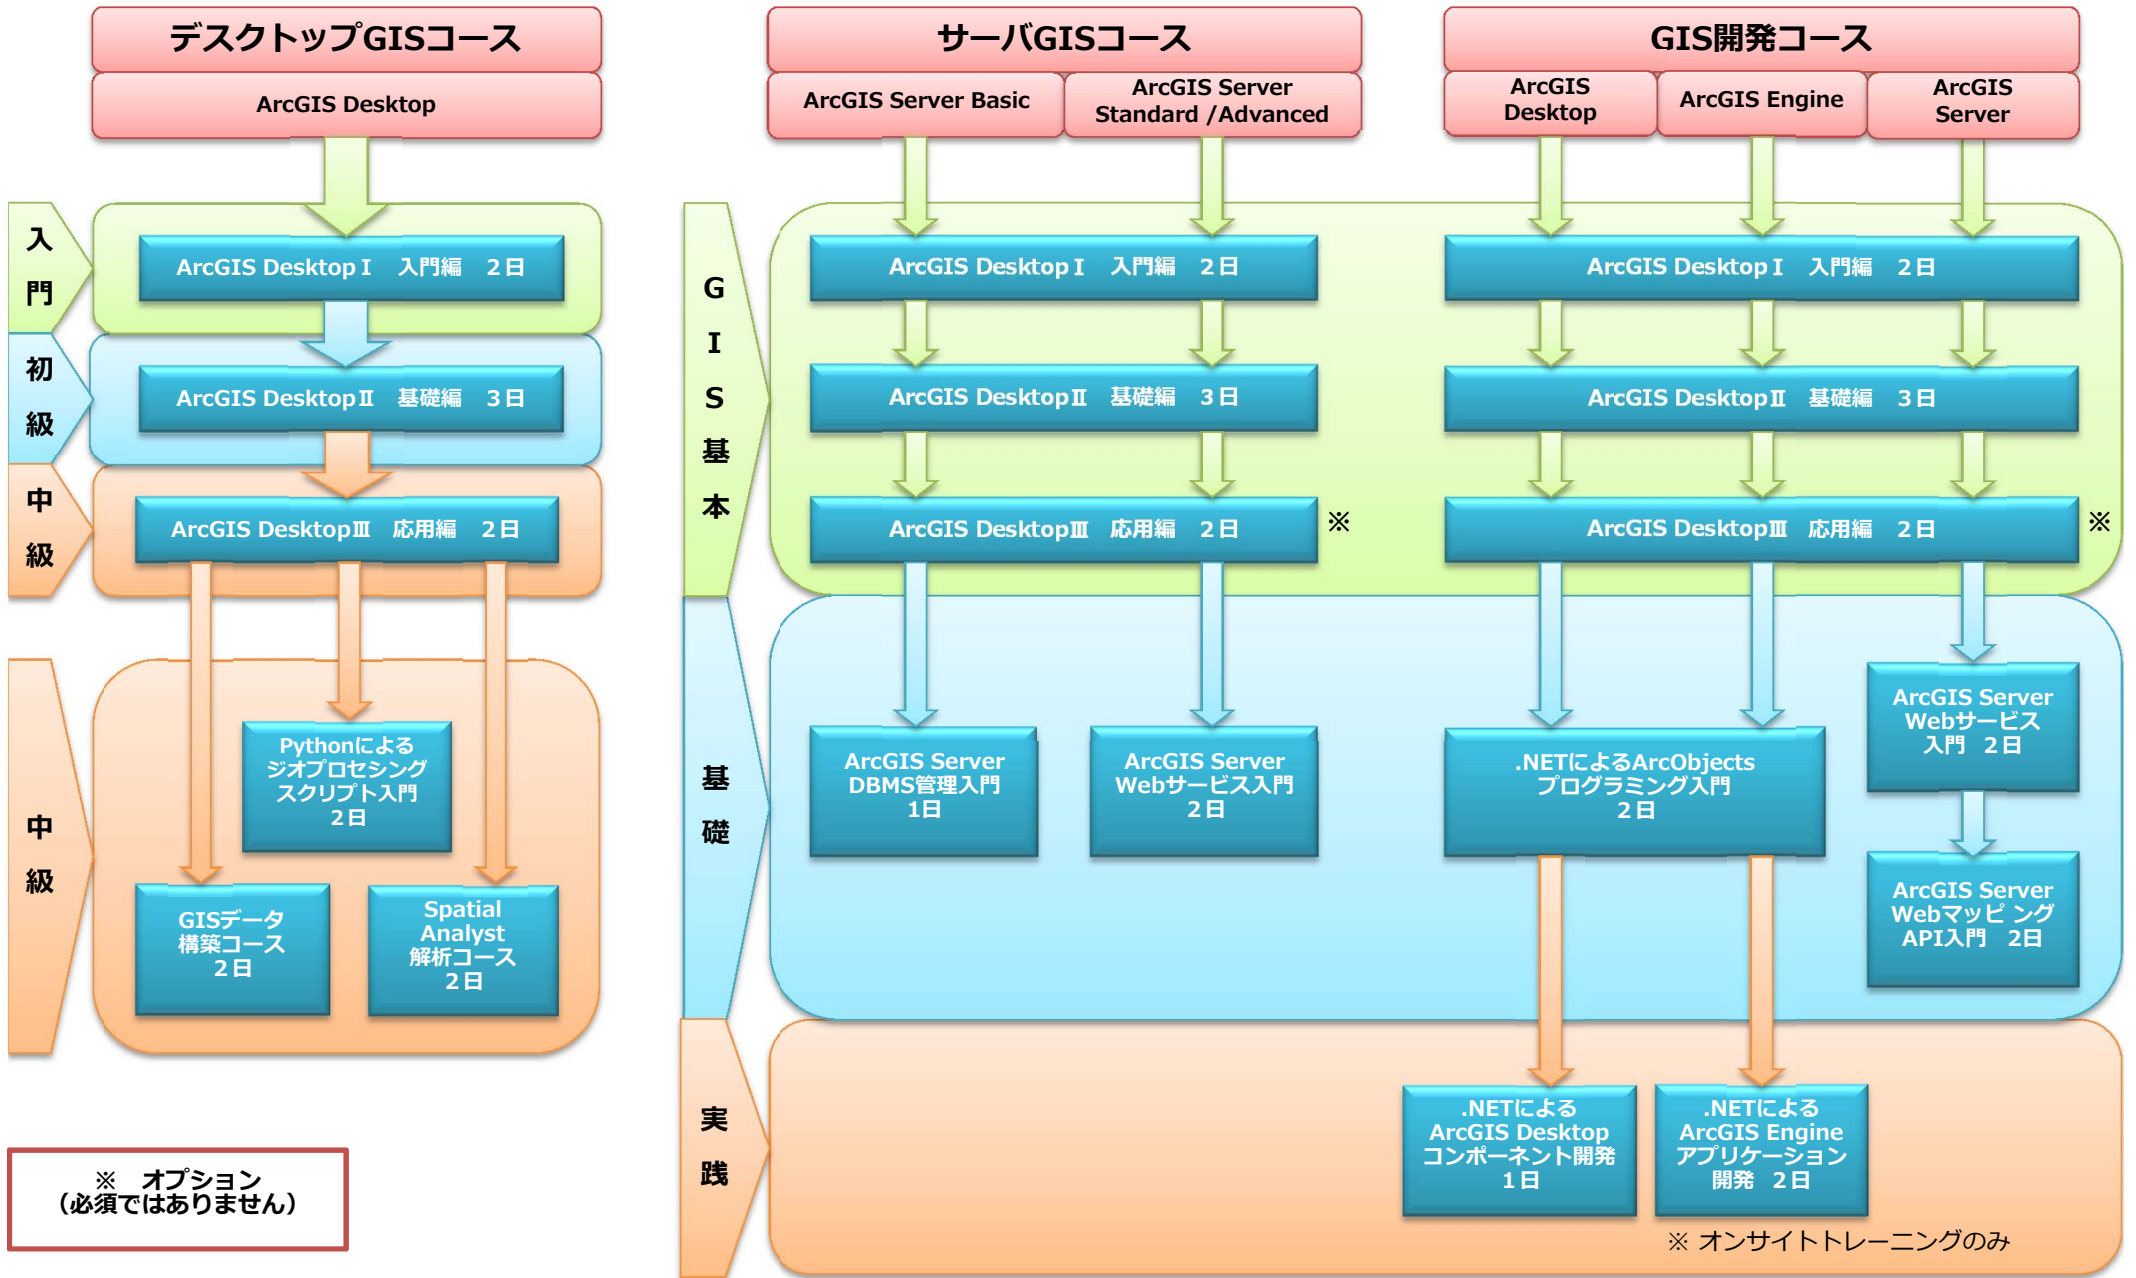 デスクトップGISコース
ArcGIS Desktop
入
門
ArcGIS Desktop Ⅰ　入門編　２日
初
級
ArcGIS Desktop Ⅱ　基礎編　３日
中
級
ArcGIS Desktop Ⅲ　応用編　２日
中
級
Pythonによる
ジオプロセシング
スクリプト入門
２日
GISデータ
構築コース
２日
Spatial
Analyst
解析コース
２日
※　オプション
（必須ではありません）
サーバGISコース
ArcGIS Server Basic
ArcGIS Server
Standard /Advanced
GIS開発コース
ArcGIS
Desktop
ArcGIS Engine
ArcGIS
Server
G
I
S
基
本
ArcGIS Desktop Ⅰ　入門編　２日
ArcGIS Desktop Ⅰ　入門編　２日
ArcGIS Desktop Ⅱ　基礎編　３日
ArcGIS Desktop Ⅱ　基礎編　３日
ArcGIS Desktop Ⅲ　応用編　２日
※
ArcGIS Desktop Ⅲ　応用編　２日
※
基
礎
ArcGIS Server
DBMS管理入門
1日
ArcGIS Server
Webサービス入門
２日
.NETによるArcObjects
プログラミング入門
２日
ArcGIS Server
Webサービス
入門　２日
ArcGIS Server
Webマッピ ング
API入門　2日
実
践
.NETによる
ArcGIS Desktop
コンポーネント開発
１日
.NETによる
ArcGIS Engine
アプリケーション
開発　２日
※ オンサイトトレーニングのみ